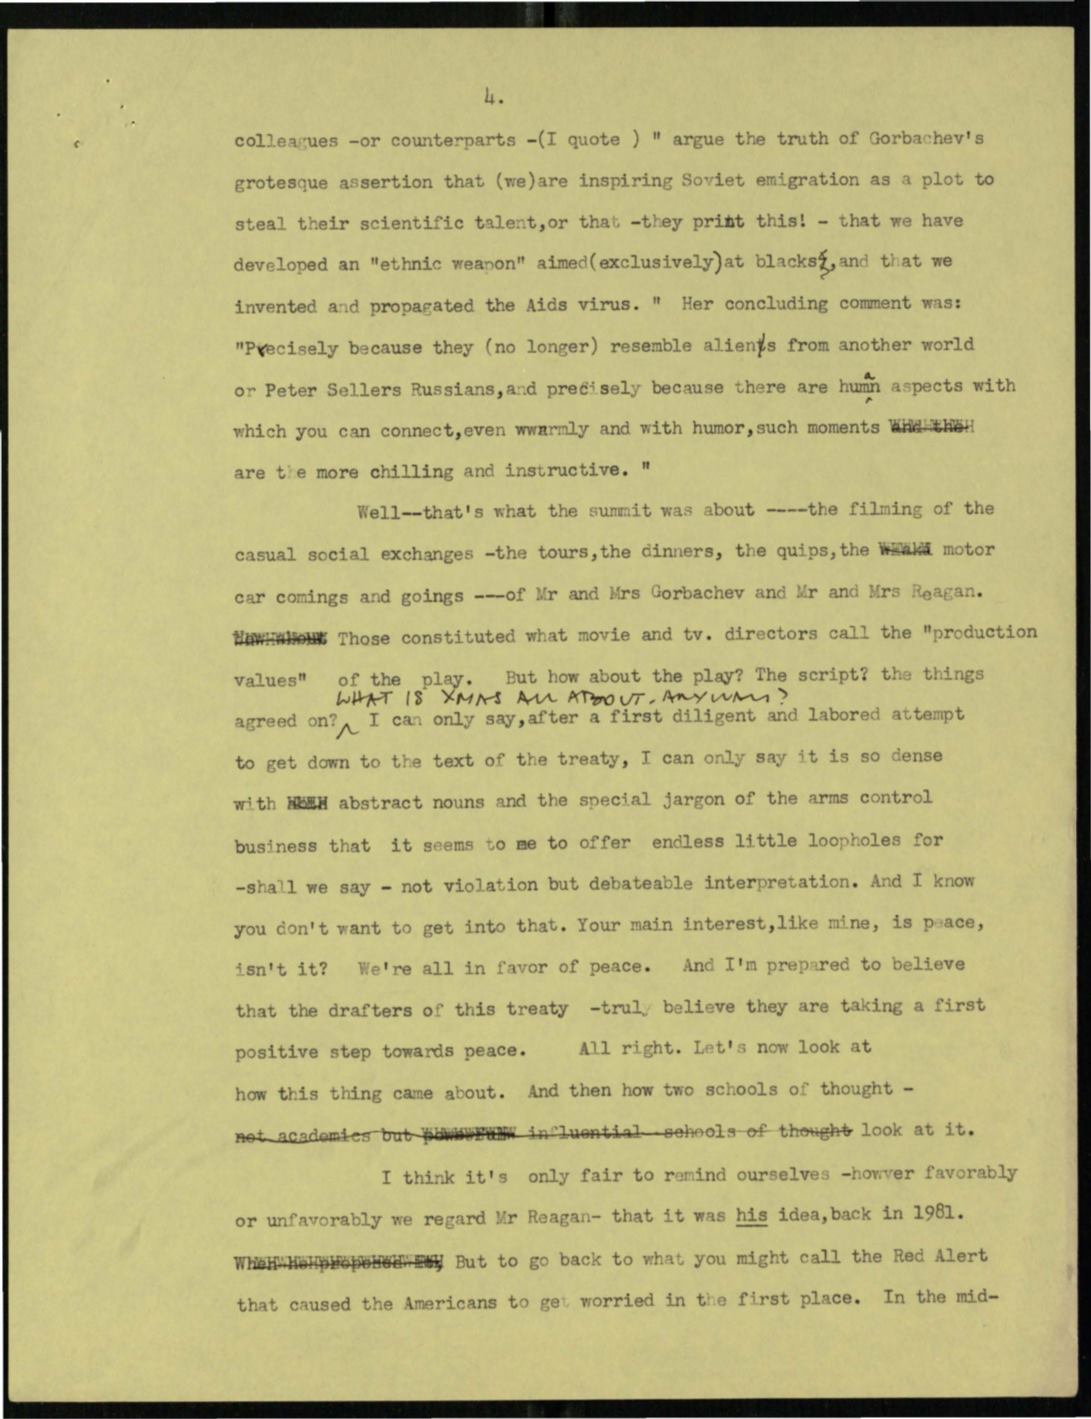 4.
colleagues -or counterparts -(I quote ) " argue the truth of Gorbachev's
grotesque assertion that (we)are inspiring Soviet emigration as a plot to
steal their scientific talent,or that -they print this! - that we have
developed an "ethnic weapon" aimed(exclusively)at blacks,and that we
invented and propagated the Aids virus. " Her concluding comment was:
"Precisely because they (no longer) resemble aliens from another world
or Peter Sellers Russians,and precisely because there are human aspects with
which you can connect,even wwarmly and with humor,such moments
are the more chilling and instructive. "
Well--that's what the summit was about ----the filming of the
casual social exchanges -the tours,the dinners, the quips,the motor
car comings and goings ---of Mr and Mrs Gorbachev and Mr and Mrs Reagan.
Those constituted what movie and tv. directors call the "production
values" of the play. But how about the play? The script? the things
WHAT IS XMAS ALL ABOUT, ANYWAY?
agreed on? I can only say,after a first diligent and labored attempt
to get down to the text of the treaty, I can only say it is so dense
with abstract nouns and the special jargon of the arms control
business that it seems to me to offer endless little loopholes for
-shall we say - not violation but debateable interpretation. And I know
you don't want to get into that. Your main interest,like mine, is peace,
isn't it? We're all in favor of peace. And I'm prepared to believe
that the drafters of this treaty -truly believe they are taking a first
positive step towards peace. All right. Let's now look at
how this thing came about. And then how two schools of thought -
not academics but influential schools of thought look at it.
I think it's only fair to remind ourselves -howver favorably
or unfavorably we regard Mr Reagan- that it was his idea,back in 1981.
But to go back to what you might call the Red Alert
that caused the Americans to get worried in the first place. In the mid-